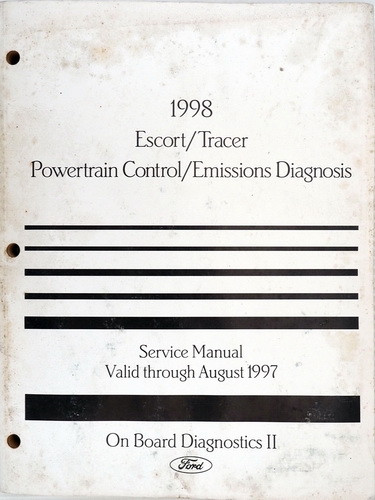 1998
Escort/Tracer
Powertrain Control/Emissions Diagnosis
Service Manual
Valid through August 1997
On Board Diagnostics II
Ford